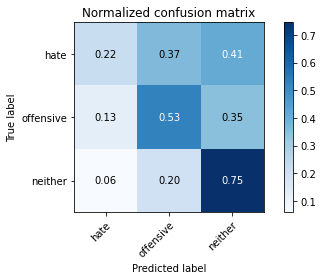 Normalized confusion matrix
True label
hate
0.22 0.37 0.41
offensive
0.13 0.53 0.35
neither
0.06 0.20 0.75
hate offensive neither
Predicted label
0.7
0.6
0.5
0.4
0.3
0.2
0.1